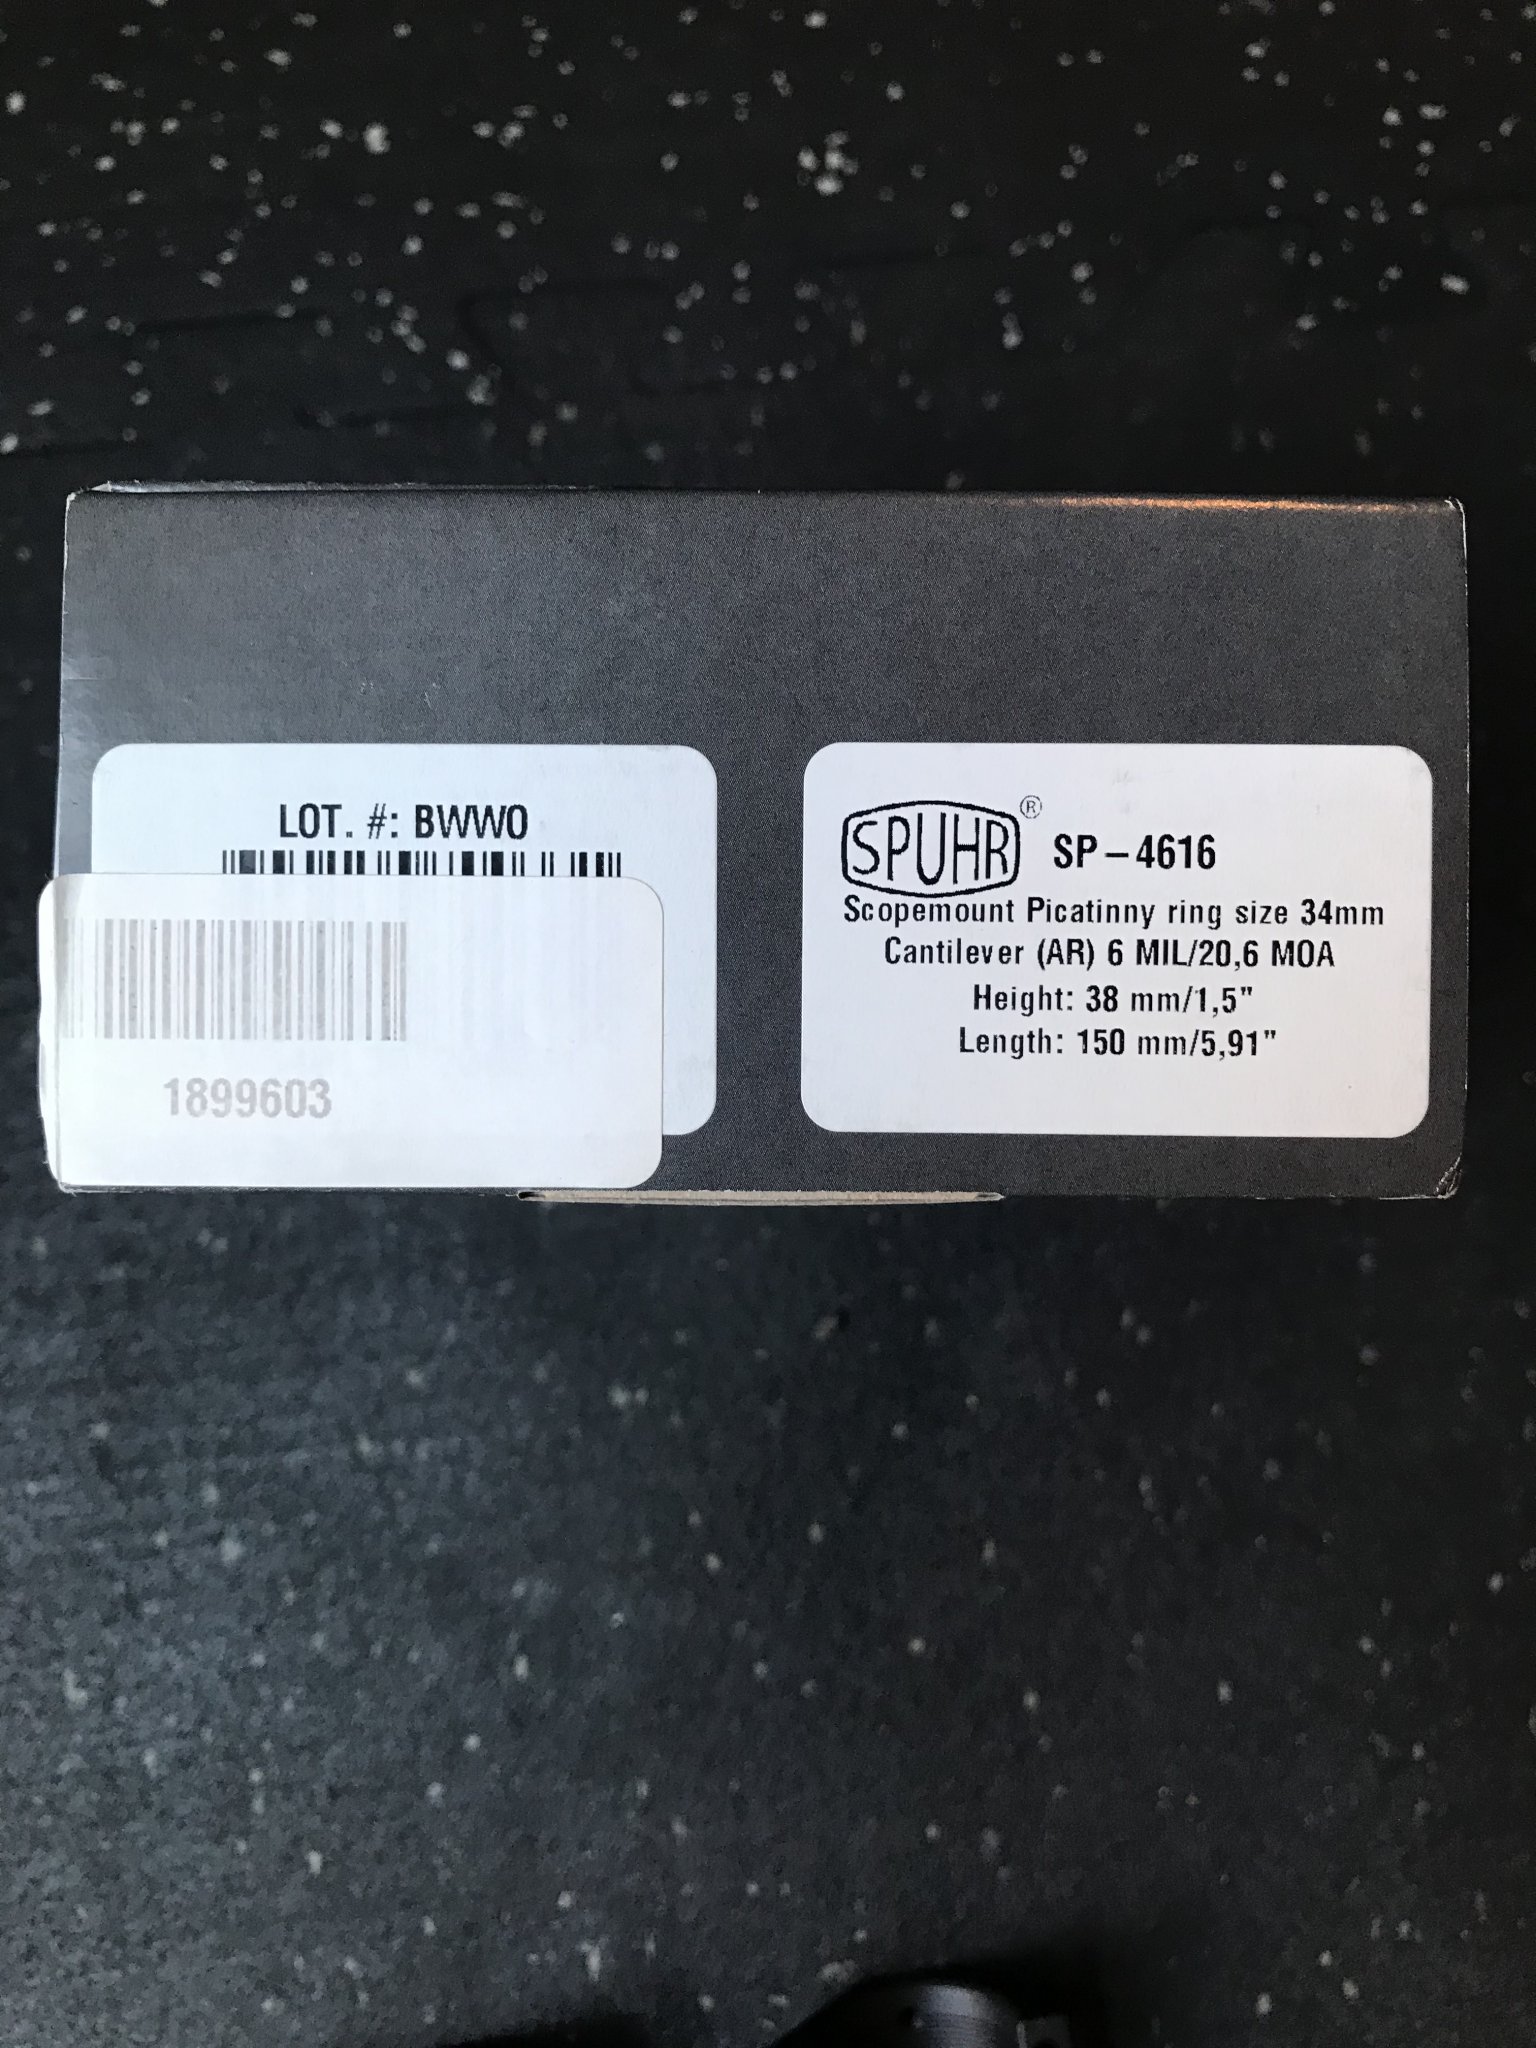 LOT. #: BWWO
1899603
SPUHR® SP-4616
Scopemount Picatinny ring size 34mm
Cantilever (AR) 6 MIL/20,6 MOA
Height: 38 mm/1,5"
Length: 150 mm/5,91"